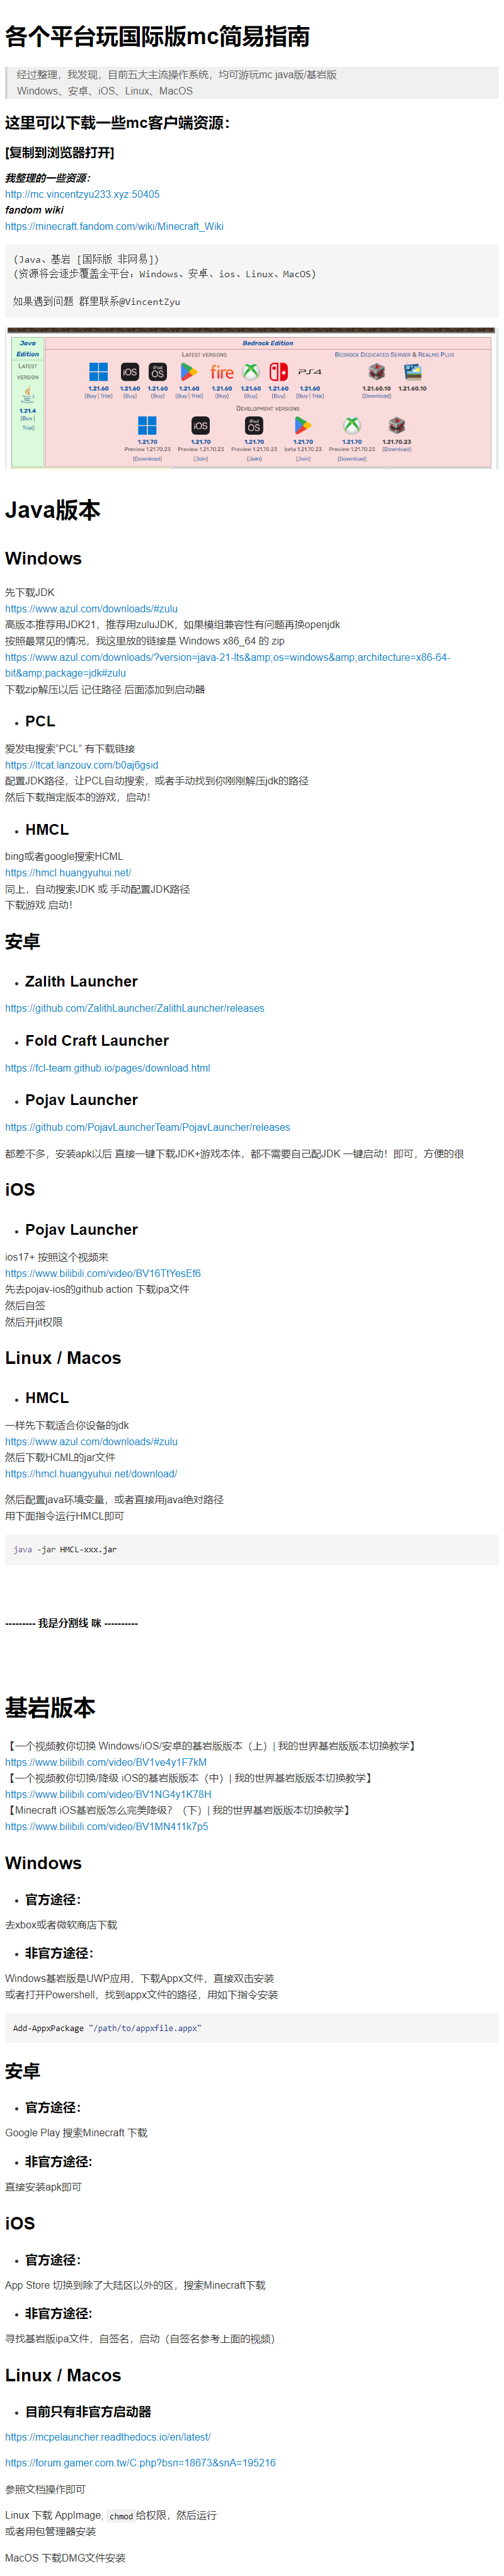 各个平台玩国际版mc简易指南
经过整理，我发现，目前五大主流操作系统，均可游玩mc java版/基岩版
Windows、安卓、iOS、Linux、MacOS
这里可以下载一些mc客户端资源：
[复制到浏览器打开]
我整理的一些资源：
http://mc.vincentzyu233.xyz:50405
fandom wiki
https://minecraft.fandom.com/wiki/Minecraft_Wiki
(Java、基岩 [国际版 非网易])
(资源将会逐步覆盖全平台：Windows、安卓、ios、Linux、MacOS)
如果遇到问题 群里联系@VincentZyu
Java Edition
Bedrock Edition
Latest version
Latest versions
Bedrock Dedicated Server & Realms Plus
iOS iPad OS fire PS4
1.21.4
(Buy | Trial)
1.21.60 1.21.60 1.21.60 1.21.60 1.21.60 1.21.60 1.21.60 1.21.60 1.21.60.10 1.21.60.10
(Buy | Trial) (Buy) (Buy) (Buy | Trial) (Buy) (Buy) (Buy) (Buy | Trial) (Download)
Development versions
iOS iPad OS
1.21.70 1.21.70 1.21.70 1.21.70 1.21.70 1.21.70.23
Preview 1.21.70.23 Preview 1.21.70.23 Preview 1.21.70.23 beta 1.21.70.23 Preview 1.21.70.23 (Download)
(Download) (Join) (Join) (Join) (Download)
Java版本
Windows
先下载JDK
https://www.azul.com/downloads/#zulu
高版本推荐用JDK21，推荐用zuluJDK，如果模组兼容性有问题再换openjdk
按照最常见的情况，我这里放的链接是 Windows x86_64 的 zip
https://www.azul.com/downloads/?version=java-21-lts&amp;os=windows&amp;architecture=x86-64-
bit&amp;package=jdk#zulu
下载zip解压以后 记住路径 后面添加到启动器
• PCL
爱发电搜索"PCL" 有下载链接
https://ltcat.lanzouv.com/b0aj6gsid
配置JDK路径，让PCL自动搜索，或者手动找到你刚刚解压jdk的路径
然后下载指定版本的游戏，启动！
• HMCL
bing或者google搜索HCML
https://hmcl.huangyuhui.net/
同上，自动搜索JDK 或 手动配置JDK路径
下载游戏 启动！
安卓
• Zalith Launcher
https://github.com/ZalithLauncher/ZalithLauncher/releases
• Fold Craft Launcher
https://fcl-team.github.io/pages/download.html
• Pojav Launcher
https://github.com/PojavLauncherTeam/PojavLauncher/releases
都差不多，安装apk以后 直接一键下载JDK+游戏本体，都不需要自己配JDK 一键启动！即可，方便的很
iOS
• Pojav Launcher
ios17+ 按照这个视频来
https://www.bilibili.com/video/BV16TtYesEf6
先去pojav-ios的github action 下载ipa文件
然后自签
然后开jit权限
Linux / Macos
• HMCL
一样先下载适合你设备的jdk
https://www.azul.com/downloads/#zulu
然后下载HCML的jar文件
https://hmcl.huangyuhui.net/download/
然后配置java环境变量，或者直接用java绝对路径
用下面指令运行HMCL即可
java -jar HMCL-xxx.jar
--------- 我是分割线 咪 ----------
基岩版本
【一个视频教你切换 Windows/iOS/安卓的基岩版版本（上）| 我的世界基岩版版本切换教学】
https://www.bilibili.com/video/BV1ve4y1F7kM
【一个视频教你切换/降级 iOS的基岩版版本（中）| 我的世界基岩版版本切换教学】
https://www.bilibili.com/video/BV1NG4y1K78H
【Minecraft iOS基岩版怎么完美降级？（下）| 我的世界基岩版版本切换教学】
https://www.bilibili.com/video/BV1MN411k7p5
Windows
• 官方途径：
去xbox或者微软商店下载
• 非官方途径：
Windows基岩版是UWP应用，下载Appx文件，直接双击安装
或者打开Powershell，找到appx文件的路径，用如下指令安装
Add-AppxPackage "/path/to/appxfile.appx"
安卓
• 官方途径：
Google Play 搜索Minecraft 下载
• 非官方途径:
直接安装apk即可
iOS
• 官方途径：
App Store 切换到除了大陆区以外的区，搜索Minecraft下载
• 非官方途径:
寻找基岩版ipa文件，自签名，启动（自签名参考上面的视频）
Linux / Macos
• 目前只有非官方启动器
https://mcpelauncher.readthedocs.io/en/latest/
https://forum.gamer.com.tw/C.php?bsn=18673&snA=195216
参照文档操作即可
Linux 下载 AppImage, chmod 给权限，然后运行
或者用包管理器安装
MacOS 下载DMG文件安装